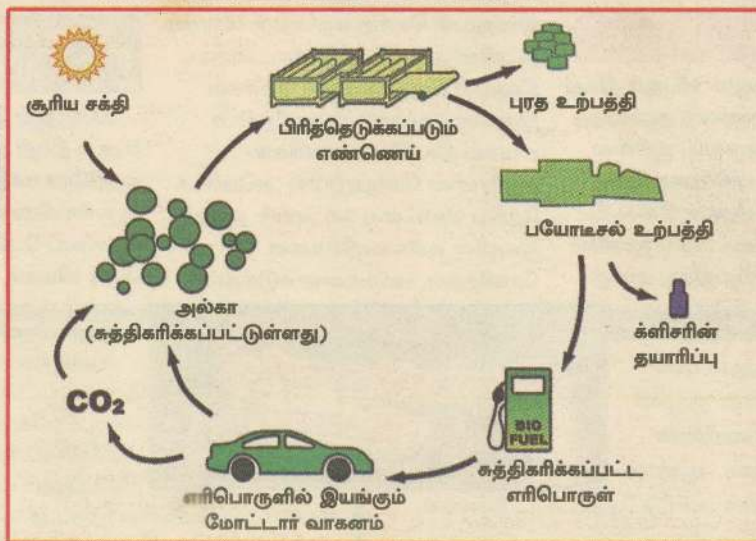 சூரிய சக்தி
பிரித்தெடுக்கப்படும்
எண்ணெய்
புரத உற்பத்தி
பயோடீசல் உற்பத்தி
க்ளிசரின்
தயாரிப்பு
அல்கா
(சுத்திகரிக்கப்பட்டுள்ளது)
CO₂
BIO
FUEL
சுத்திகரிக்கப்பட்ட
எரிபொருள்
எரிபொருளில் இயங்கும்
மோட்டார் வாகனம்